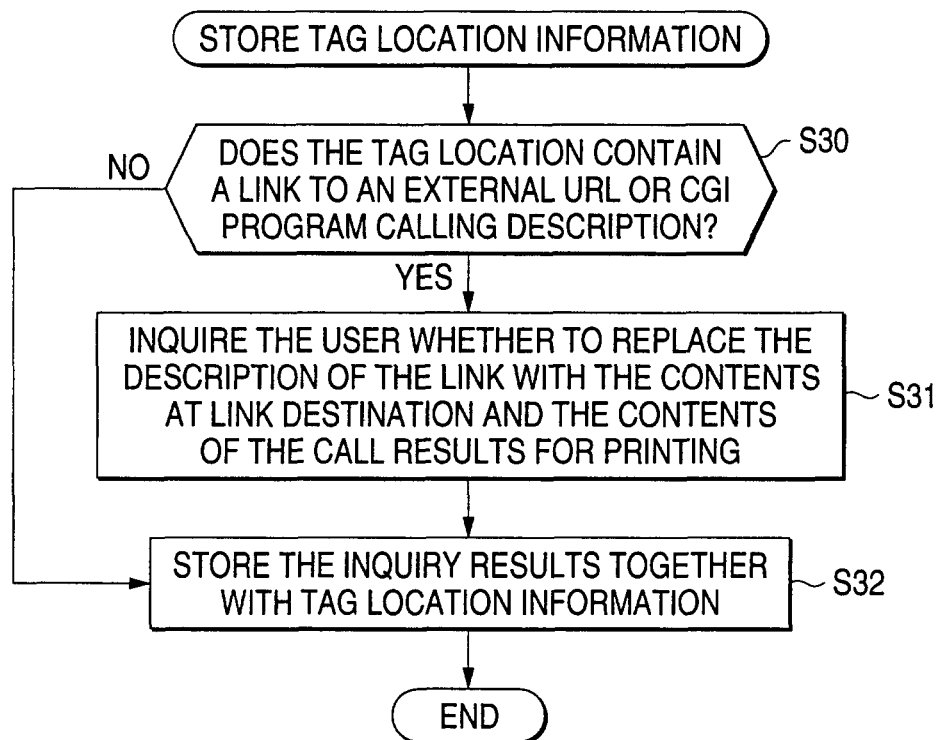 STORE TAG LOCATION INFORMATION
DOES THE TAG LOCATION CONTAIN
A LINK TO AN EXTERNAL URL OR CGI
PROGRAM CALLING DESCRIPTION?
S30
NO
YES
INQUIRE THE USER WHETHER TO REPLACE THE
DESCRIPTION OF THE LINK WITH THE CONTENTS
AT LINK DESTINATION AND THE CONTENTS
OF THE CALL RESULTS FOR PRINTING
S31
STORE THE INQUIRY RESULTS TOGETHER
WITH TAG LOCATION INFORMATION
S32
END